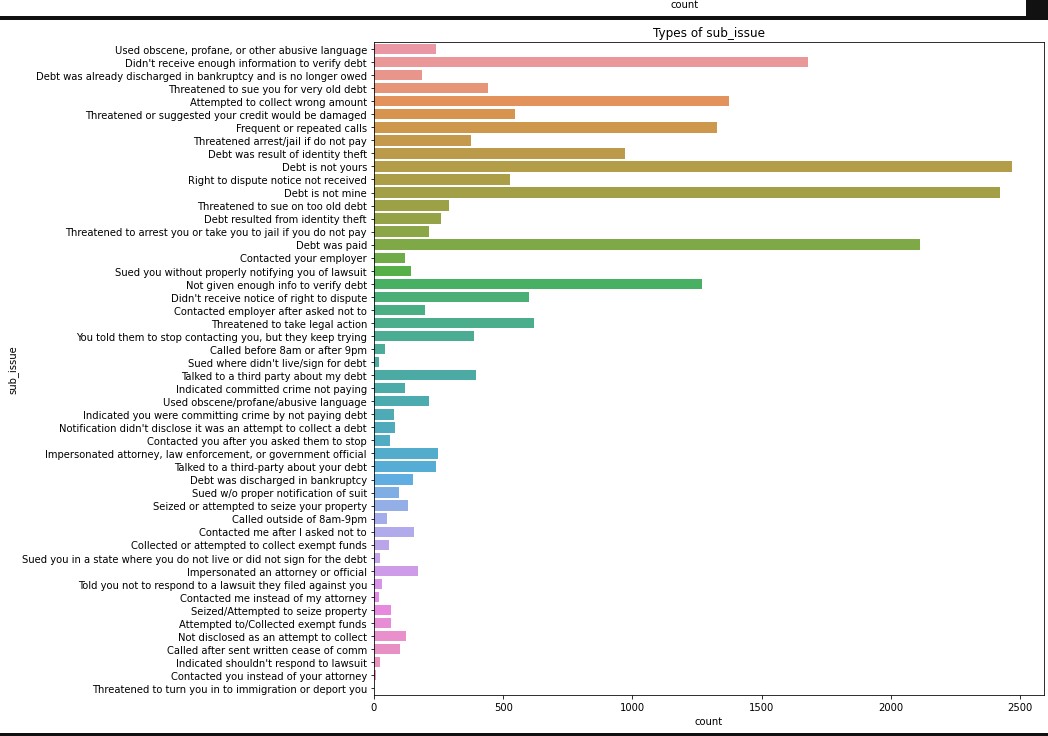 count
Types of sub_issue
Used obscene, profane, or other abusive language
Didn't receive enough information to verify debt
Debt was already discharged in bankruptcy and is no longer owed
Threatened to sue you for very old debt
Attempted to collect wrong amount
Threatened or suggested your credit would be damaged
Frequent or repeated calls
Threatened arrest/jail if do not pay
Debt was result of identity theft
Debt is not yours
Right to dispute notice not received
Debt is not mine
Threatened to sue on too old debt
Debt resulted from identity theft
Threatened to arrest you or take you to jail if you do not pay
Debt was paid
Contacted your employer
Sued you without properly notifying you of lawsuit
Not given enough info to verify debt
Didn't receive notice of right to dispute
Contacted employer after asked not to
Threatened to take legal action
You told them to stop contacting you, but they keep trying
Called before 8am or after 9pm
Sued where didn't live/sign for debt
Talked to a third party about my debt
Indicated committed crime not paying
Used obscene/profane/abusive language
Indicated you were committing crime by not paying debt
Notification didn't disclose it was an attempt to collect a debt
Contacted you after you asked them to stop
Impersonated attorney, law enforcement, or government official
Talked to a third-party about your debt
Debt was discharged in bankruptcy
Sued w/o proper notification of suit
Seized or attempted to seize your property
Called outside of 8am-9pm
Contacted me after I asked not to
Collected or attempted to collect exempt funds
Sued you in a state where you do not live or did not sign for the debt
Impersonated an attorney or official
Told you not to respond to a lawsuit they filed against you
Contacted me instead of my attorney
Seized/Attempted to seize property
Attempted to/Collected exempt funds
Not disclosed as an attempt to collect
Called after sent written cease of comm
Indicated shouldn't respond to lawsuit
Contacted you instead of your attorney
Threatened to turn you in to immigration or deport you
sub_issue
0 500 1000 1500 2000 2500
count